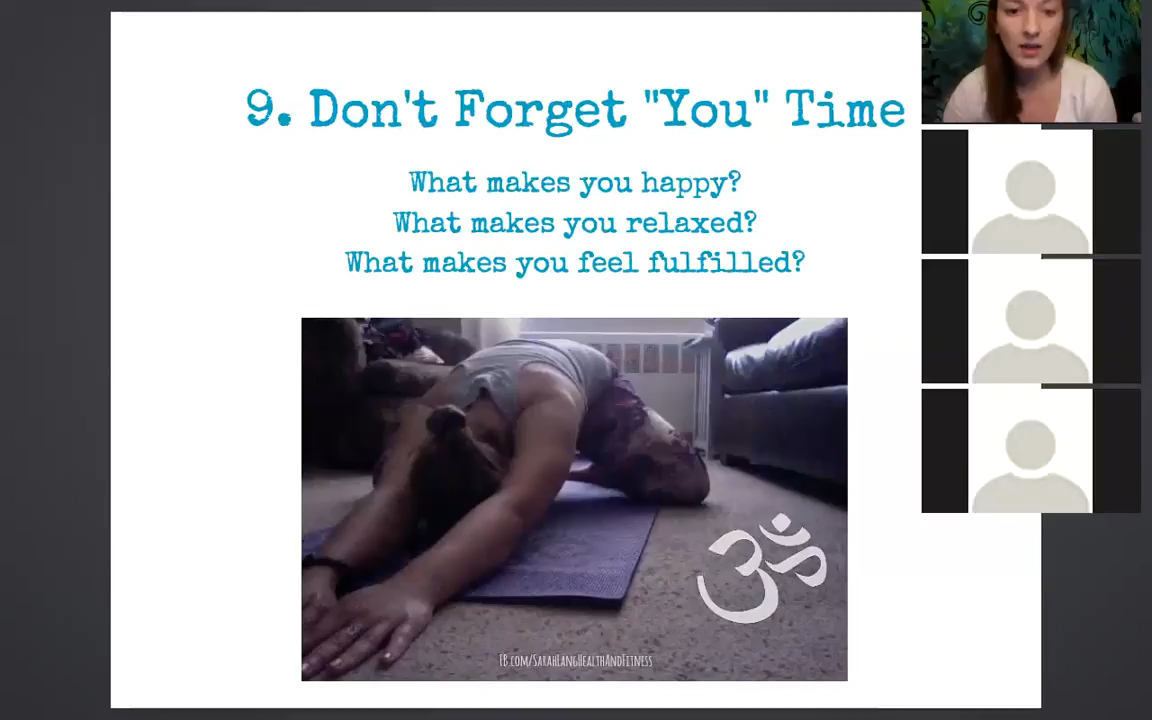 9. Don't Forget "You" Time
What makes you happy?
What makes you relaxed?
What makes you feel fulfilled?
ॐ
FB.com/SarahLangHealthAndFitness